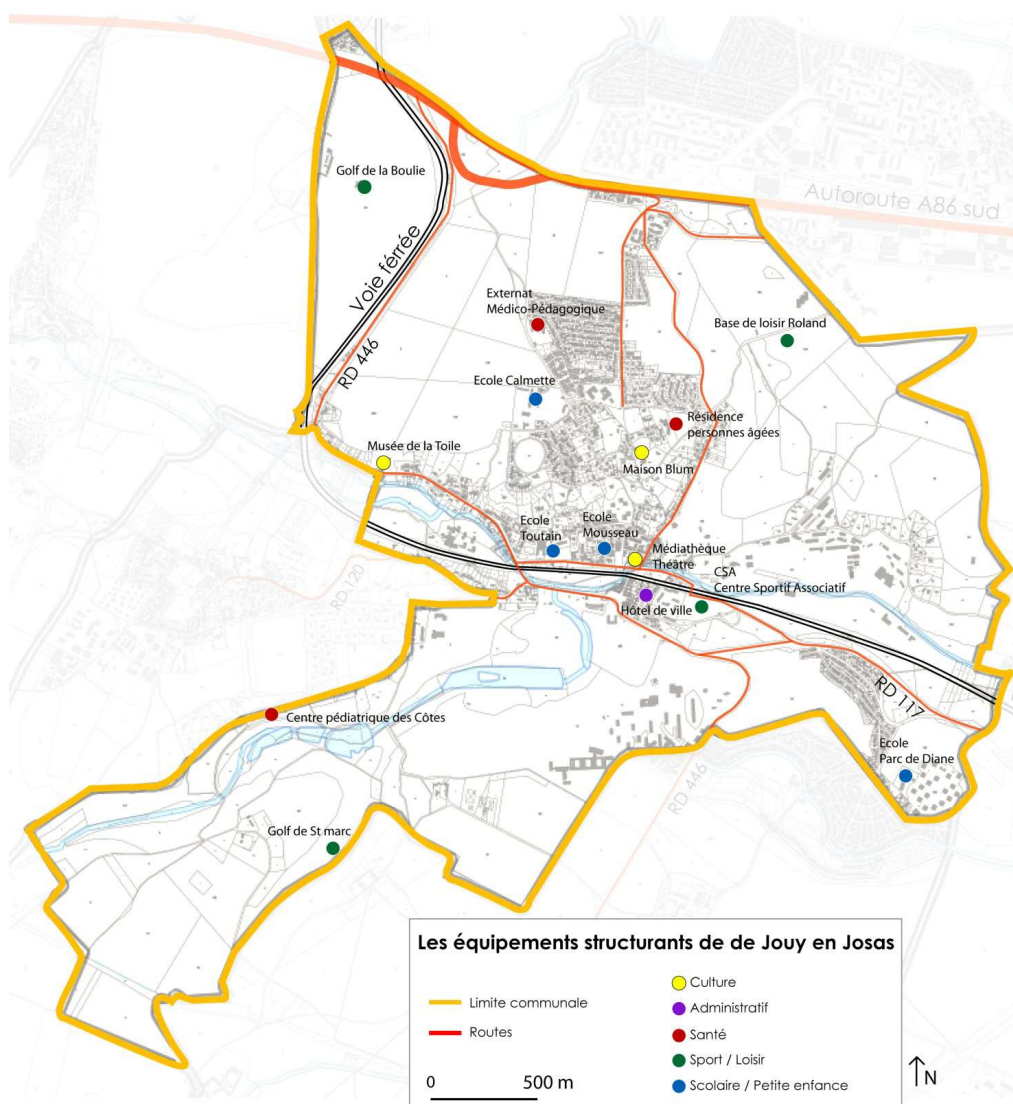 Autoroute A86 sud
Golf de la Boulie
Voie férrée
RD 446
Externat
Médico-Pédagogique
Base de loisir Roland
Ecole Calmette
Résidence
personnes âgées
Musée de la Toile
Maison Blum
Ecole
Toutain
Ecole
Mousseau
Médiathèque
Théâtre
CSA
Centre Sportif Associatif
RD 120
Hôtel de ville
RD 117
Centre pédiatrique des Côtes
Ecole
Parc de Diane
RD 446
Golf de St marc
Les équipements structurants de de Jouy en Josas
Limite communale
Routes
0 500 m
Culture
Administratif
Santé
Sport / Loisir
Scolaire / Petite enfance
N